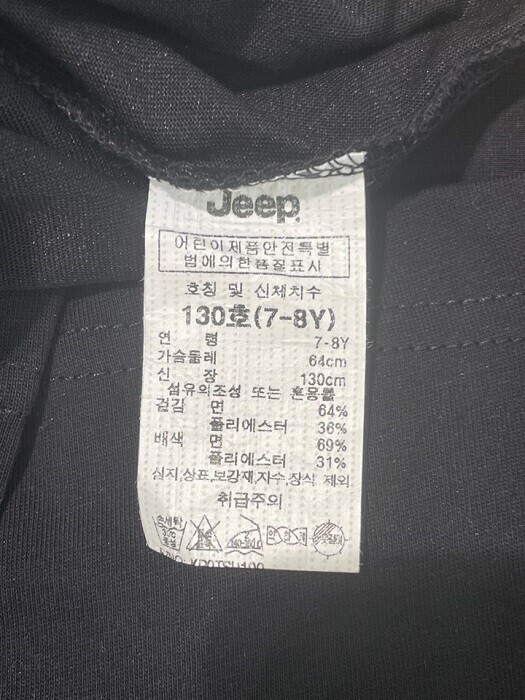 Jeep
어린이제품안전특별
법에의한품질표시
호칭 및 신체치수
130호(7-8Y)
연 령 7-8Y
가슴둘레 64cm
신 장 130cm
섬유의조성 또는 혼용률
겉감 면 64%
폴리에스터 36%
배색 면 69%
폴리에스터 31%
심지,상표,보강재,자수,장식 제외
취급주의
손세탁